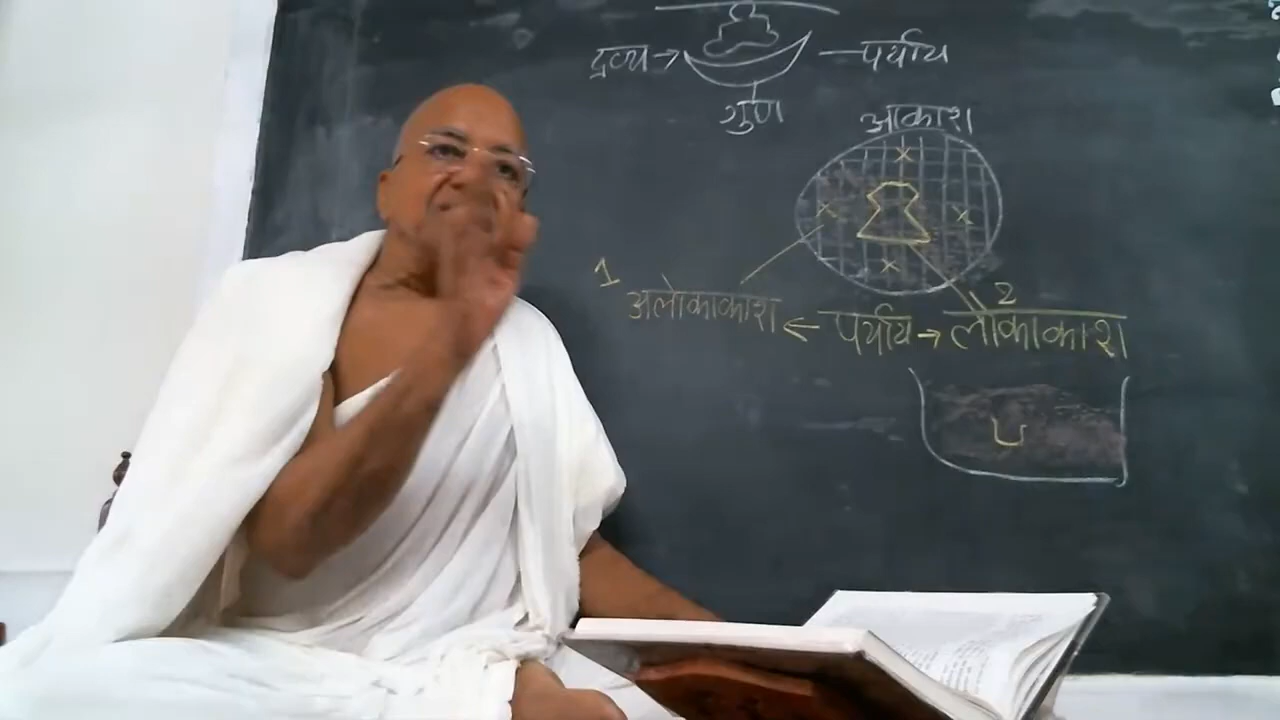 द्रव्य → — पर्याय
गुण
आकाश
1 अलोकाकाश ← पर्याय → 2 लोकाकाश